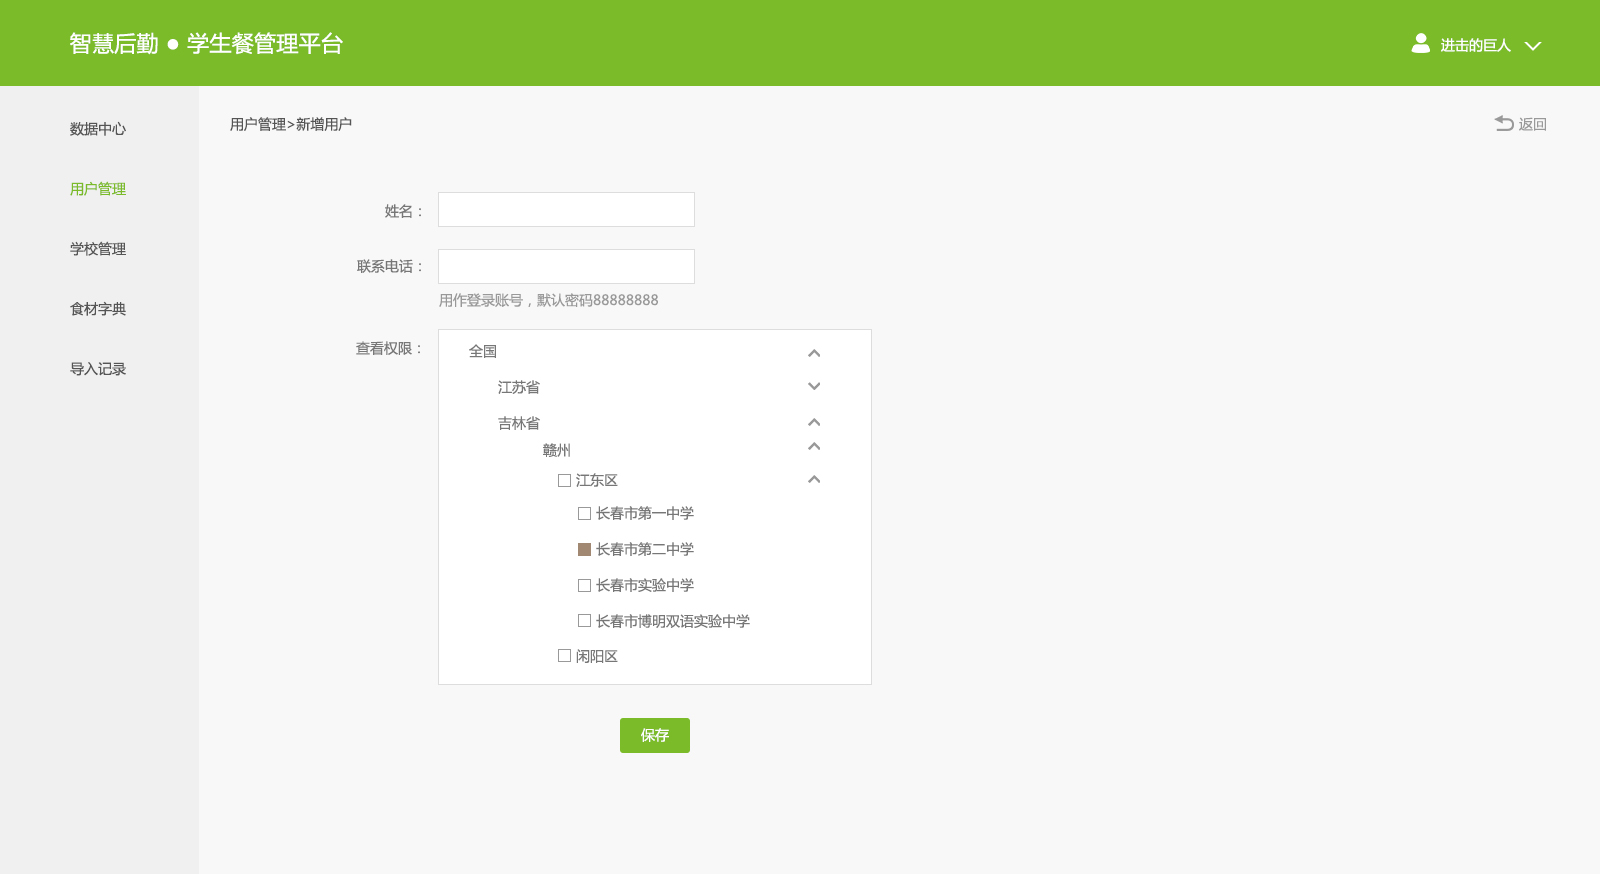 智慧后勤 ● 学生餐管理平台
进击的巨人
数据中心
用户管理
学校管理
食材字典
导入记录
用户管理>新增用户
返回
姓名：
联系电话：
用作登录账号，默认密码88888888
查看权限：
全国
江苏省
吉林省
赣州
江东区
长春市第一中学
长春市第二中学
长春市实验中学
长春市博明双语实验中学
闲阳区
保存